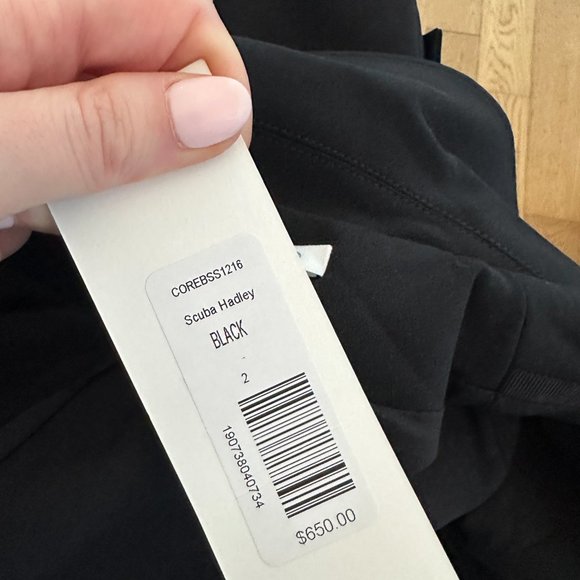 COREBSS1216
Scuba Hadley
BLACK
-
2
190738040734
$650.00